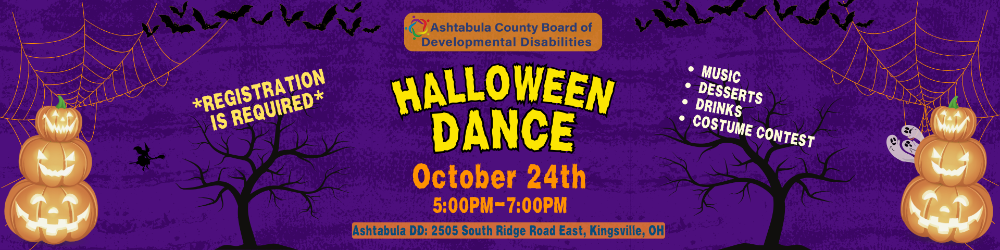 Ashtabula County Board of
Developmental Disabilities
*REGISTRATION
IS REQUIRED*
HALLOWEEN
DANCE
October 24th
5:00PM-7:00PM
Ashtabula DD: 2505 South Ridge Road East, Kingsville, OH
• MUSIC
• DESSERTS
• DRINKS
• COSTUME CONTEST